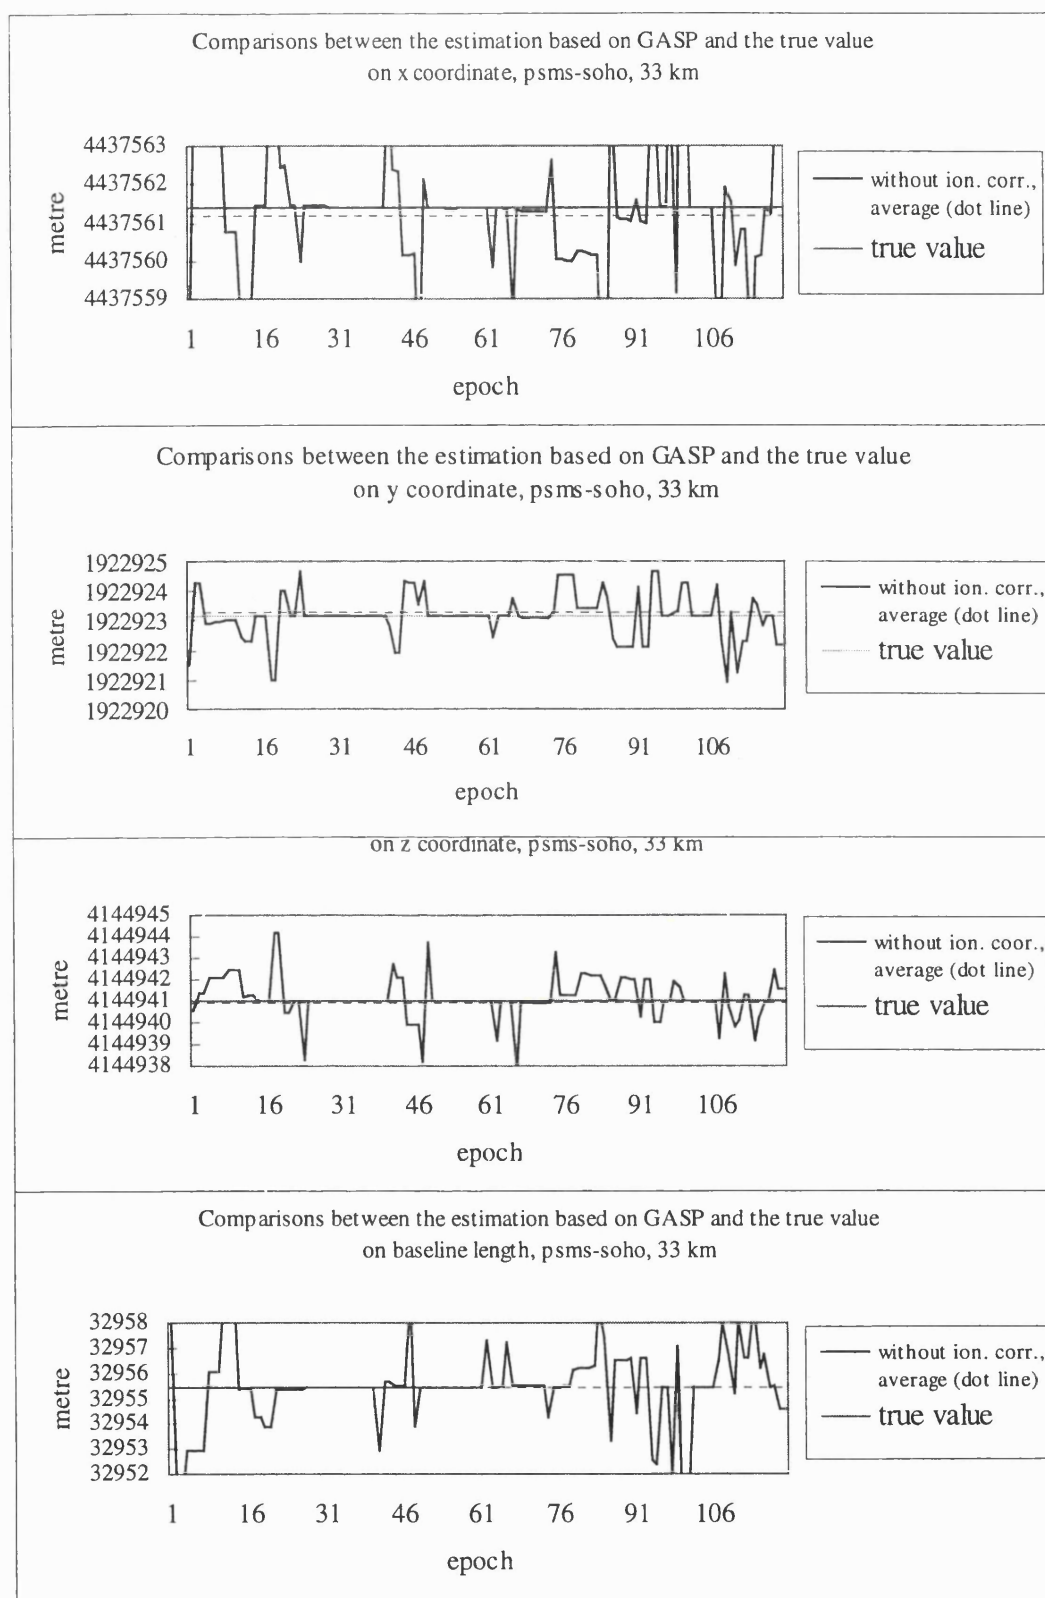 Comparisons between the estimation based on GASP and the true value
on x coordinate, psms-soho, 33 km
4437563
4437562
4437561
4437560
4437559
metre
1 16 31 46 61 76 91 106
epoch
without ion. corr.,
average (dot line)
true value
Comparisons between the estimation based on GASP and the true value
on y coordinate, psms-soho, 33 km
1922925
1922924
1922923
1922922
1922921
1922920
metre
1 16 31 46 61 76 91 106
epoch
without ion. corr.,
average (dot line)
true value
on z coordinate, psms-soho, 33 km
4144945
4144944
4144943
4144942
4144941
4144940
4144939
4144938
metre
1 16 31 46 61 76 91 106
epoch
without ion. coor.,
average (dot line)
true value
Comparisons between the estimation based on GASP and the true value
on baseline length, psms-soho, 33 km
32958
32957
32956
32955
32954
32953
32952
metre
1 16 31 46 61 76 91 106
epoch
without ion. corr.,
average (dot line)
true value